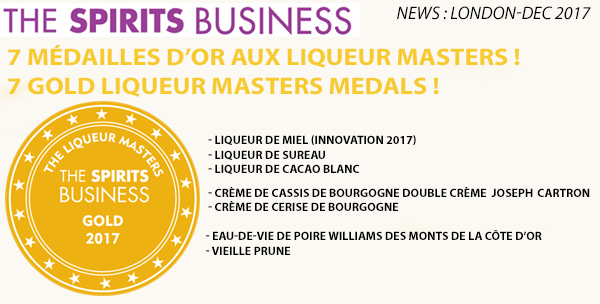 THE SPIRITS BUSINESS
NEWS : LONDON-DEC 2017
7 MÉDAILLES D'OR AUX LIQUEUR MASTERS !
7 GOLD LIQUEUR MASTERS MEDALS !
THE LIQUEUR MASTERS
THE SPIRITS
BUSINESS
GOLD
2017
- LIQUEUR DE MIEL (INNOVATION 2017)
- LIQUEUR DE SUREAU
- LIQUEUR DE CACAO BLANC
- CRÈME DE CASSIS DE BOURGOGNE DOUBLE CRÈME JOSEPH CARTRON
- CRÈME DE CERISE DE BOURGOGNE
- EAU-DE-VIE DE POIRE WILLIAMS DES MONTS DE LA CÔTE D'OR
- VIEILLE PRUNE